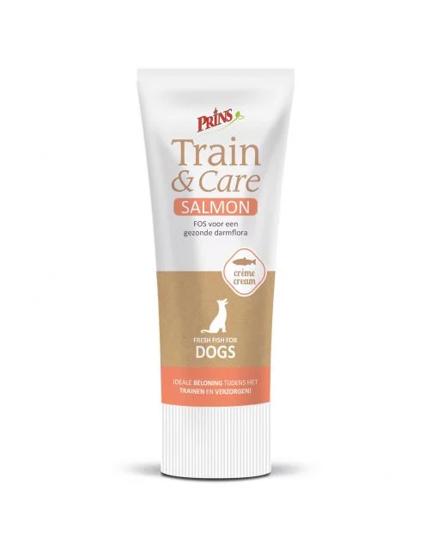 PRINS
Train
& Care
SALMON
FOS voor een
gezonde darmflora
crème
cream
FRESH FISH FOR
DOGS
IDEALE BELONING TIJDENS HET
TRAINEN EN VERZORGEN!